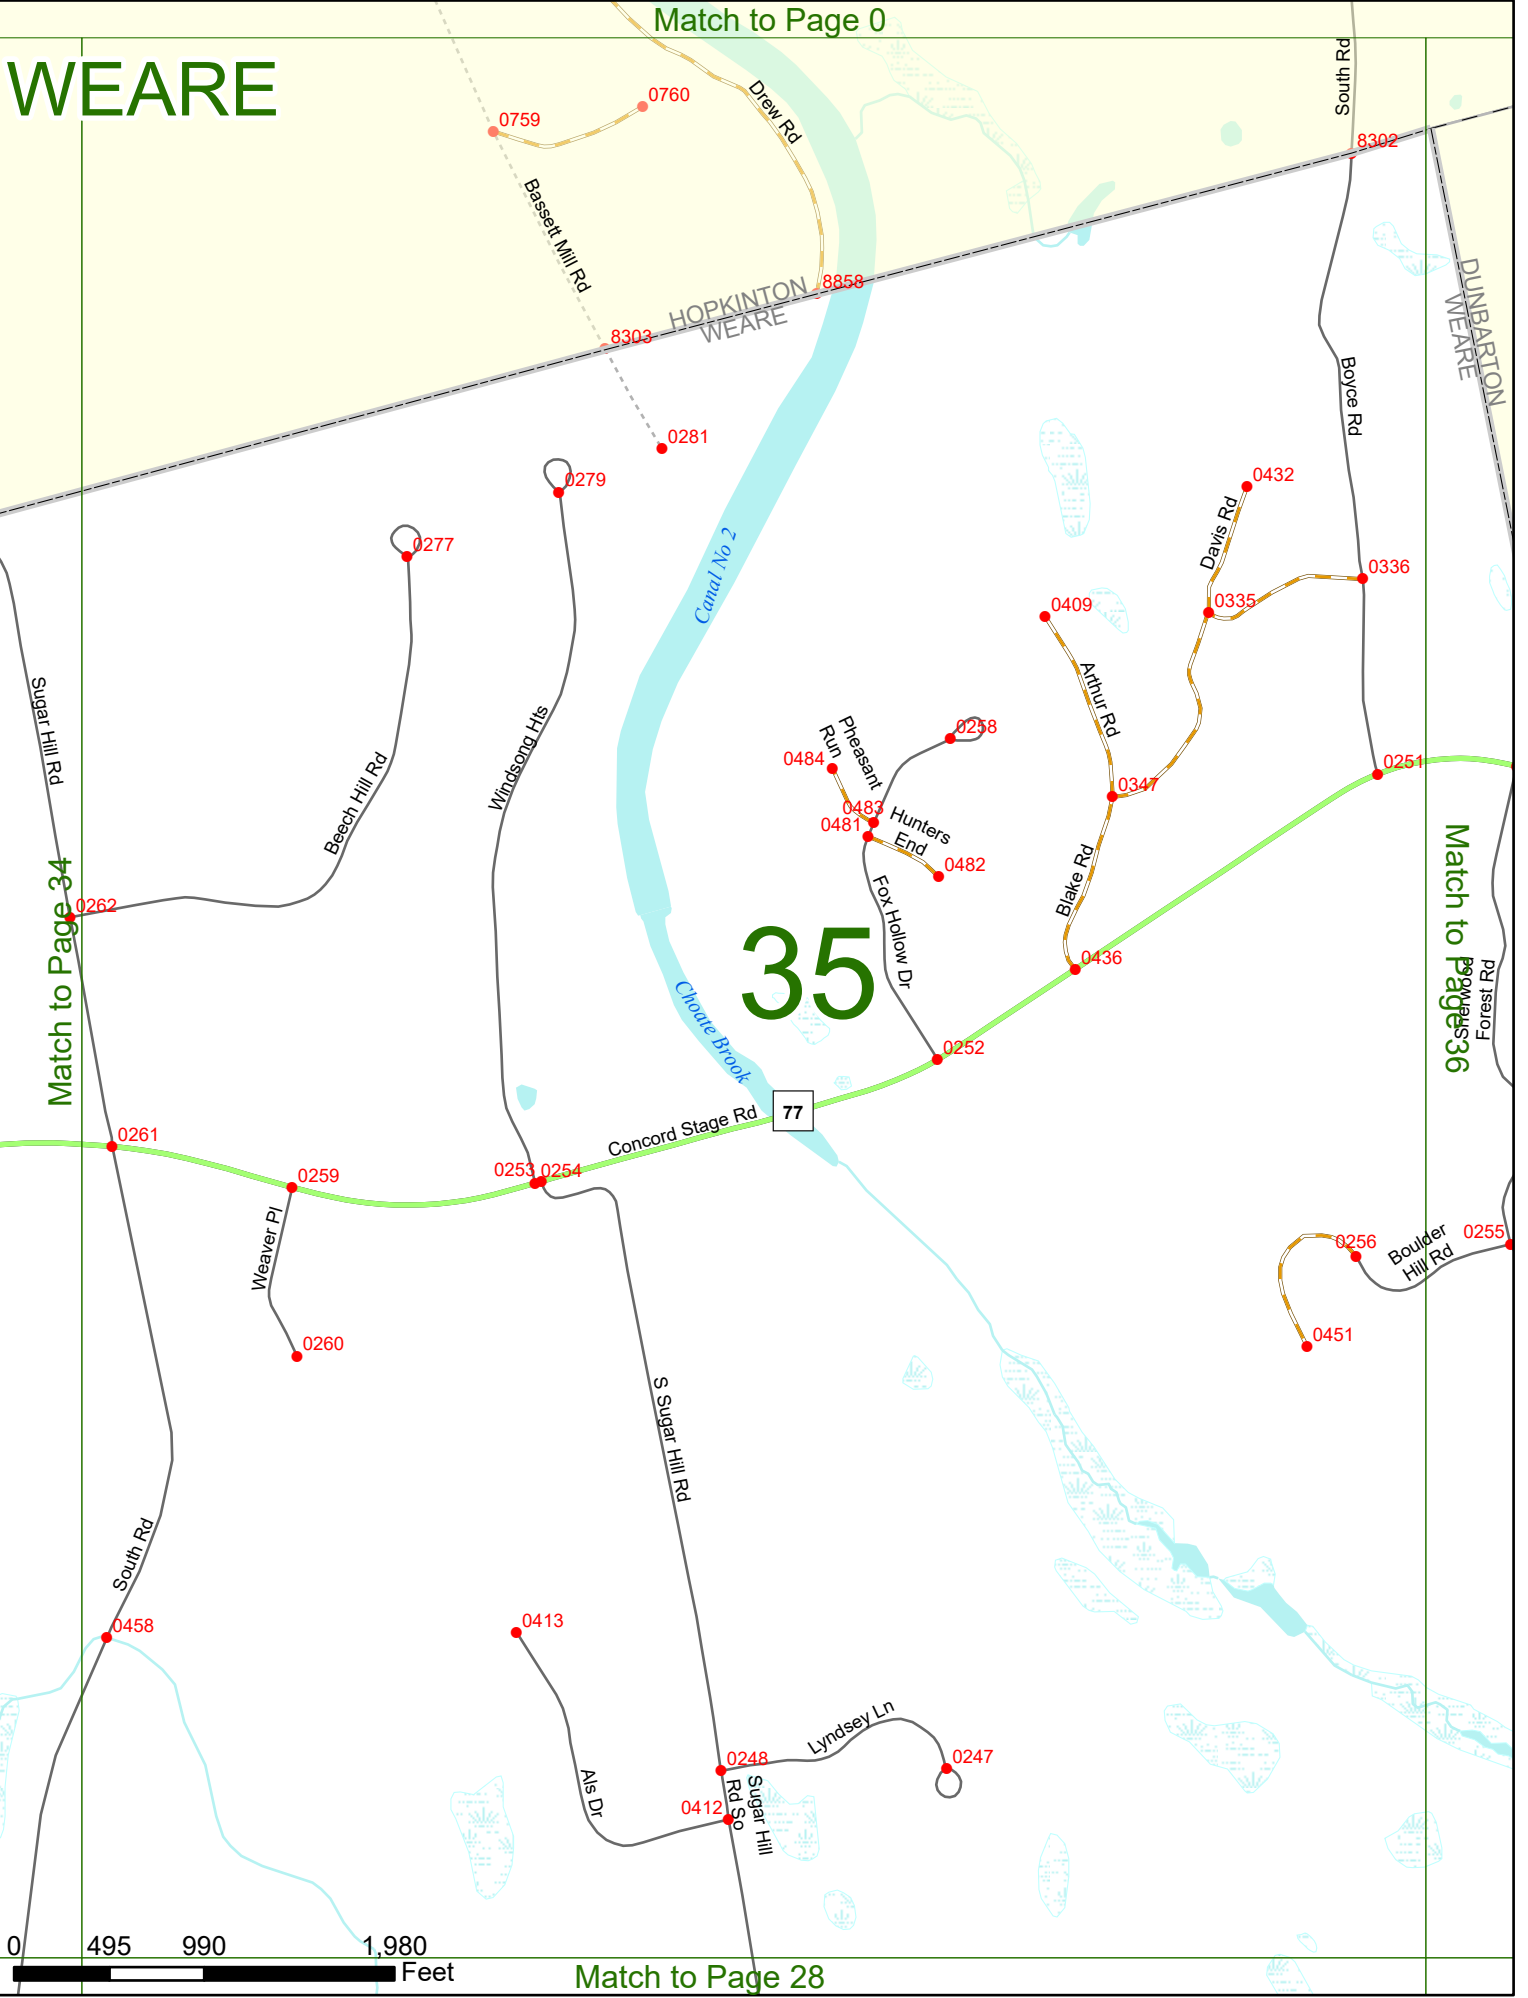 Match to Page 0
WEARE
South Rd
0760
0759
Drew Rd
8302
Bassett Mill Rd
8858
HOPKINTON
WEARE
DUNBARTON
WEARE
8303
Boyce Rd
0281
0279
0432
Davis Rd
0277
Canal No 2
0336
0335
0409
Sugar Hill Rd
Arthur Rd
Windsong Hts
Pheasant
Run
0258
0484
Beech Hill Rd
0251
0347
0483
0481
Hunters
End
0482
Match to Page 34
Match to Page 36
Blake Rd
Fox Hollow Dr
0262
35
0436
Sherwood
Forest Rd
Choate Brook
0252
77
Concord Stage Rd
0261
0253
0254
0259
Weaver Pl
0256
Boulder
Hill Rd
0255
0451
0260
S Sugar Hill Rd
South Rd
0458
0413
Lyndsey Ln
0248
0247
Als Dr
Sugar Hill
Rd So
0412
0 495 990 1,980
Feet
Match to Page 28